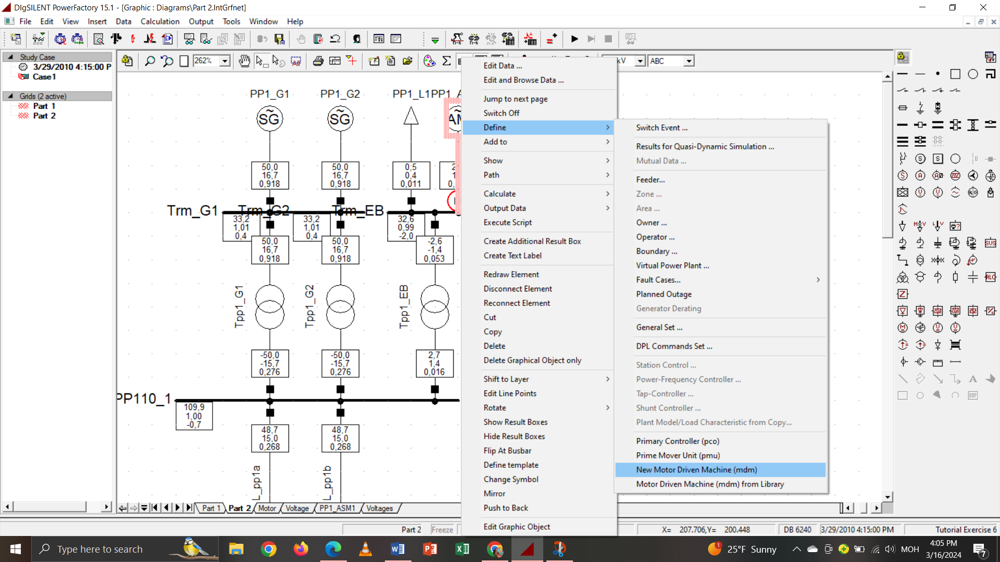 DIgSILENT PowerFactory 15.1 - [Graphic : Diagrams\Part 2.IntGrfnet]
File Edit View Insert Data Calculation Output Tools Window Help
Study Case
3/29/2010 4:15:00 P
Case1
Grids (2 active)
Part 1
Part 2
262%
kV
ABC
PP1_G1
PP1_G2
PP1_L1
PP1_A
SG
SG
50,0
16,7
0,918
50,0
16,7
0,918
0,5
0,4
0,011
Trm_G1
Trm_G2
Trm_EB
33,2
1,01
0,4
33,2
1,01
0,4
32,6
0,99
-2,0
50,0
16,7
0,918
50,0
16,7
0,918
-2,6
-1,4
0,053
Tpp1_G1
Tpp1_G2
Tpp1_EB
-50,0
-15,7
0,276
-50,0
-15,7
0,276
2,7
1,4
0,016
PP110_1
109,9
1,00
-0,7
48,7
15,0
0,268
48,7
15,0
0,268
L_pp1a
L_pp1b
Edit Data ...
Edit and Browse Data ...
Jump to next page
Switch Off
Define
Add to
Show
Path
Calculate
Output Data
Execute Script
Create Additional Result Box
Create Text Label
Redraw Element
Disconnect Element
Reconnect Element
Cut
Copy
Delete
Delete Graphical Object only
Shift to Layer
Edit Line Points
Rotate
Show Result Boxes
Hide Result Boxes
Flip At Busbar
Define template
Change Symbol
Mirror
Push to Back
Edit Graphic Object
Switch Event ...
Results for Quasi-Dynamic Simulation ...
Mutual Data ...
Feeder...
Zone ...
Area ...
Owner ...
Operator ...
Boundary ...
Virtual Power Plant ...
Fault Cases...
Planned Outage
Generator Derating
General Set ...
DPL Commands Set ...
Station Control ...
Power-Frequency Controller ...
Tap-Controller ...
Shunt Controller ...
Plant Model/Load Characteristic from Copy...
Primary Controller (pco)
Prime Mover Unit (pmu)
New Motor Driven Machine (mdm)
Motor Driven Machine (mdm) from Library
Part 1 Part 2 Motor Voltage PP1_ASM1 Voltages
Part 2 Freeze X= 207.706,Y= 200.448 DB 6240 3/29/2010 4:15:00 PM Tutorial Exercise 6
Type here to search
25°F Sunny
MOH
4:05 PM
3/16/2024